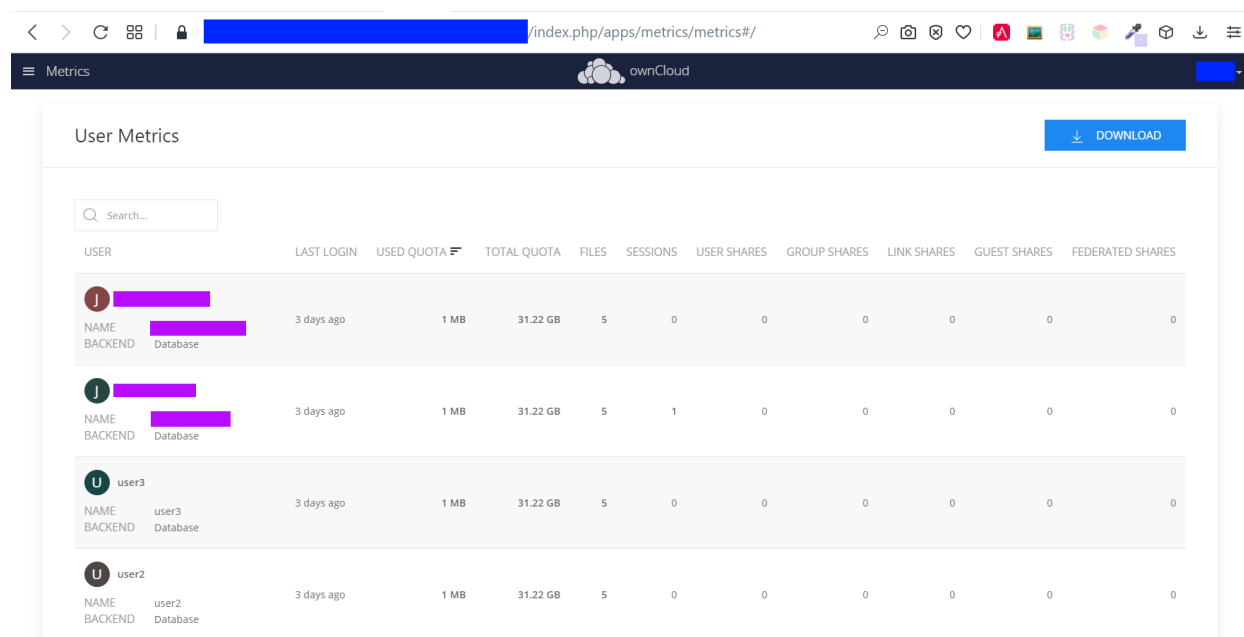 /index.php/apps/metrics/metrics#/
Metrics
ownCloud
User Metrics
DOWNLOAD
Search...
USER LAST LOGIN USED QUOTA TOTAL QUOTA FILES SESSIONS USER SHARES GROUP SHARES LINK SHARES GUEST SHARES FEDERATED SHARES
J
3 days ago 1 MB 31.22 GB 5 0 0 0 0 0 0
NAME
BACKEND Database
J
3 days ago 1 MB 31.22 GB 5 1 0 0 0 0 0
NAME
BACKEND Database
U user3
3 days ago 1 MB 31.22 GB 5 0 0 0 0 0 0
NAME user3
BACKEND Database
U user2
3 days ago 1 MB 31.22 GB 5 0 0 0 0 0 0
NAME user2
BACKEND Database